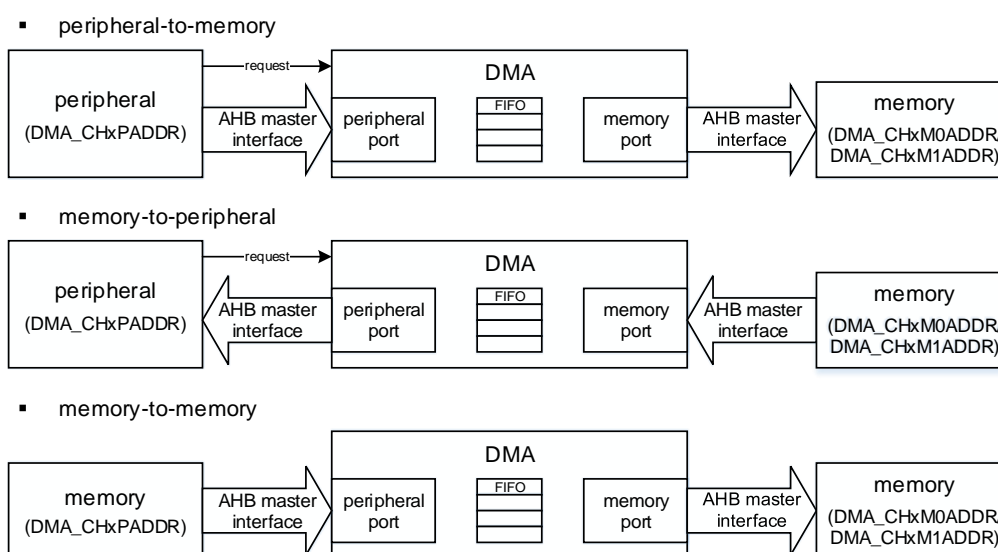 ▪ peripheral-to-memory
request
DMA
peripheral
(DMA_CHxPADDR)
AHB master
interface
peripheral
port
FIFO
memory
port
AHB master
interface
memory
(DMA_CHxM0ADDR/
DMA_CHxM1ADDR)
▪ memory-to-peripheral
request
DMA
peripheral
(DMA_CHxPADDR)
AHB master
interface
peripheral
port
FIFO
memory
port
AHB master
interface
memory
(DMA_CHxM0ADDR/
DMA_CHxM1ADDR)
▪ memory-to-memory
DMA
memory
(DMA_CHxPADDR)
AHB master
interface
peripheral
port
FIFO
memory
port
AHB master
interface
memory
(DMA_CHxM0ADDR/
DMA_CHxM1ADDR)